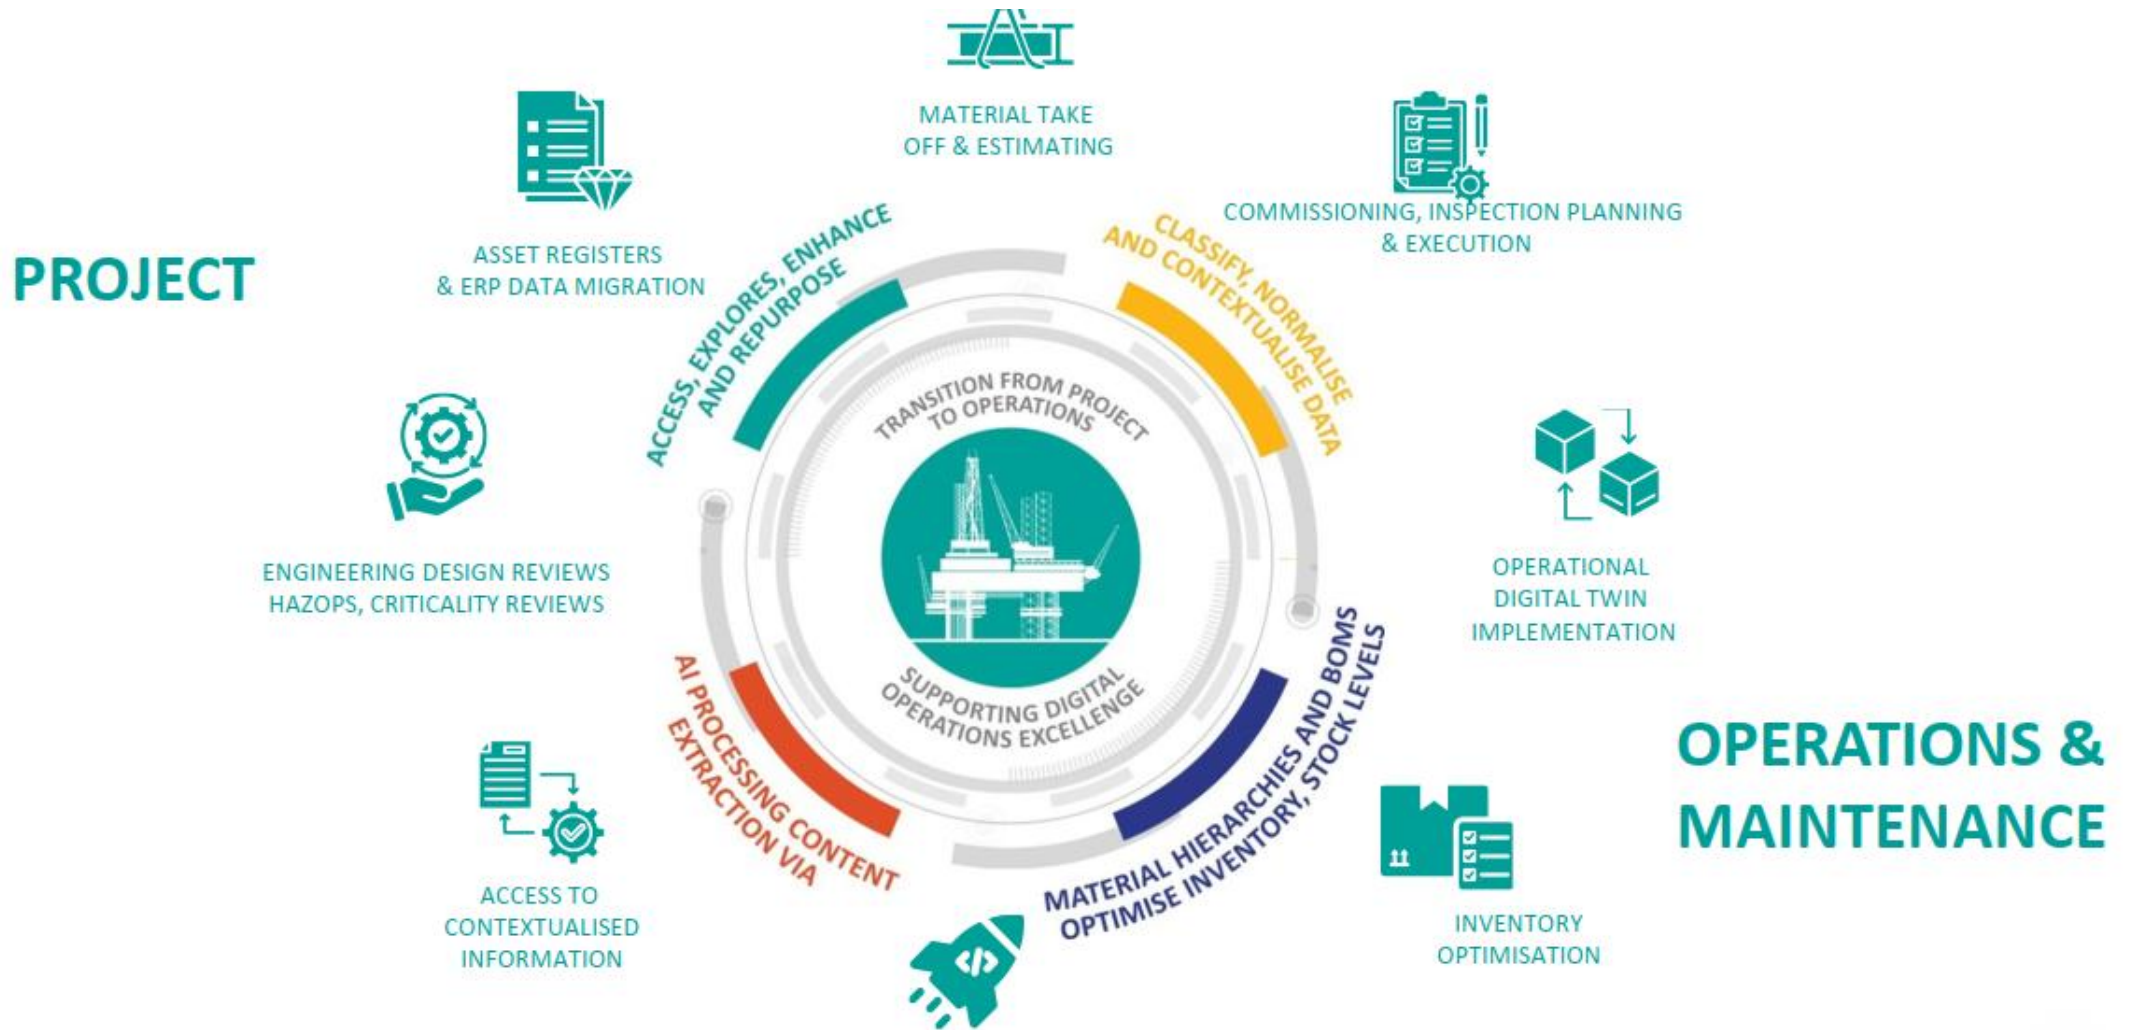 MATERIAL TAKE
OFF & ESTIMATING
COMMISSIONING, INSPECTION PLANNING
& EXECUTION
ASSET REGISTERS
& ERP DATA MIGRATION
PROJECT
ACCESS, EXPLORES, ENHANCE
AND REPURPOSE
CLASSIFY, NORMALISE
AND CONTEXTUALISE DATA
TRANSITION FROM PROJECT
TO OPERATIONS
ENGINEERING DESIGN REVIEWS
HAZOPS, CRITICALITY REVIEWS
OPERATIONAL
DIGITAL TWIN
IMPLEMENTATION
SUPPORTING DIGITAL
OPERATIONS EXCELLENGE
AI PROCESSING CONTENT
EXTRACTION VIA
MATERIAL HIERARCHIES AND BOMS
OPTIMISE INVENTORY, STOCK LEVELS
OPERATIONS &
MAINTENANCE
ACCESS TO
CONTEXTUALISED
INFORMATION
</>
INVENTORY
OPTIMISATION